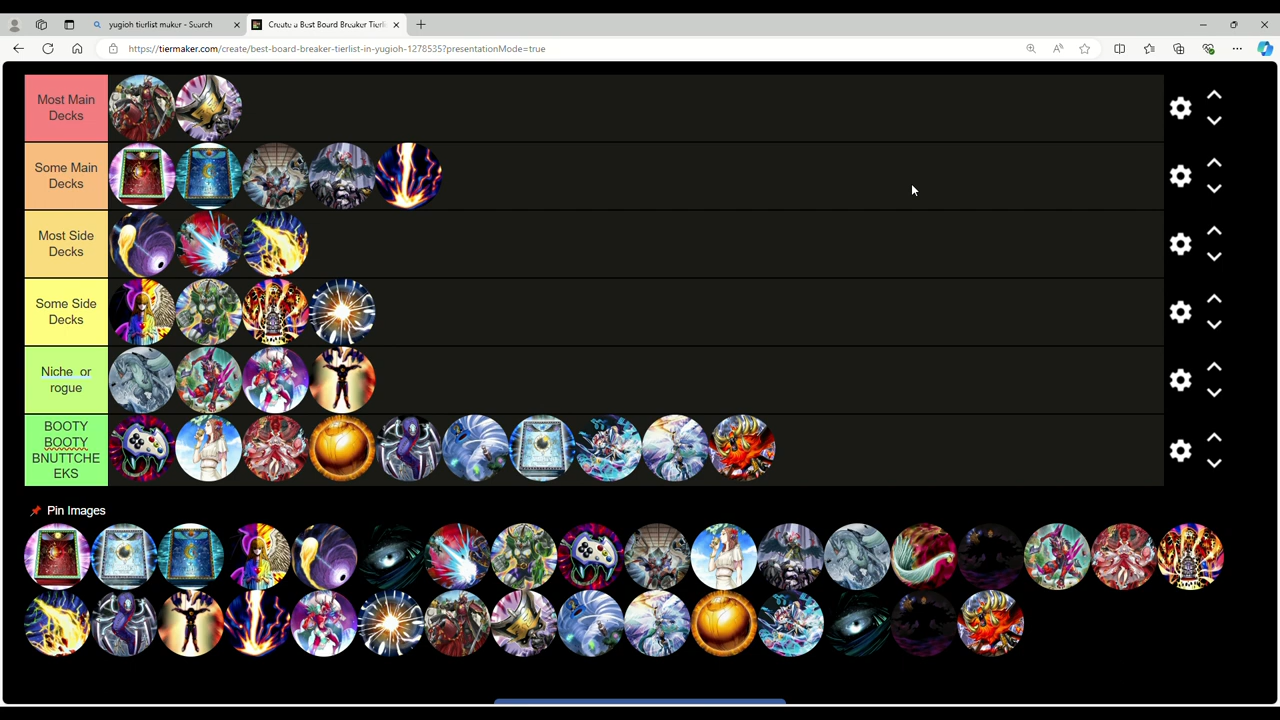 yugioh tierlist maker - Search
Create a Best Board Breaker Tierli
https://tiermaker.com/create/best-board-breaker-tierlist-in-yugioh-1278535?presentationMode=true
Most Main
Decks
Some Main
Decks
Most Side
Decks
Some Side
Decks
Niche or
rogue
BOOTY
BOOTY
BNUTTCHE
EKS
Pin Images